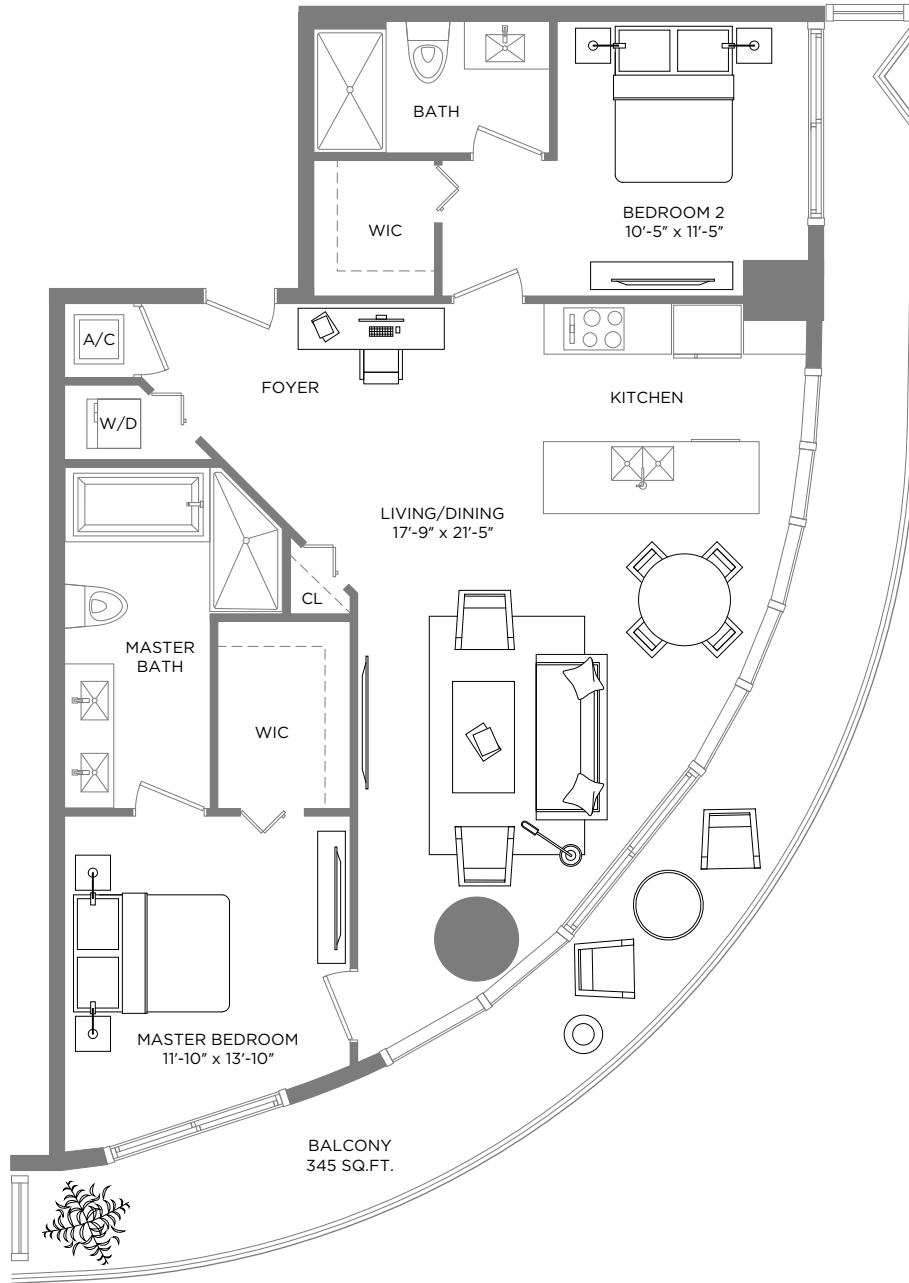 BATH
BEDROOM 2
10'-5" x 11'-5"
WIC
A/C
FOYER
KITCHEN
W/D
LIVING/DINING
17'-9" x 21'-5"
CL
MASTER
BATH
WIC
MASTER BEDROOM
11'-10" x 13'-10"
BALCONY
345 SQ.FT.